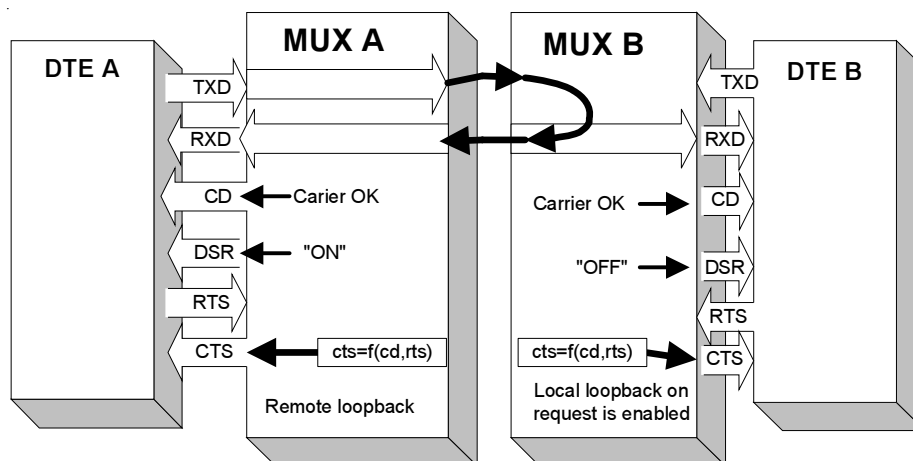 MUX A
MUX B
DTE A
DTE B
TXD
TXD
RXD
RXD
CD
Carier OK
Carrier OK
CD
DSR
"ON"
"OFF"
DSR
RTS
RTS
CTS
cts=f(cd,rts)
cts=f(cd,rts)
CTS
Remote loopback
Local loopback on
request is enabled